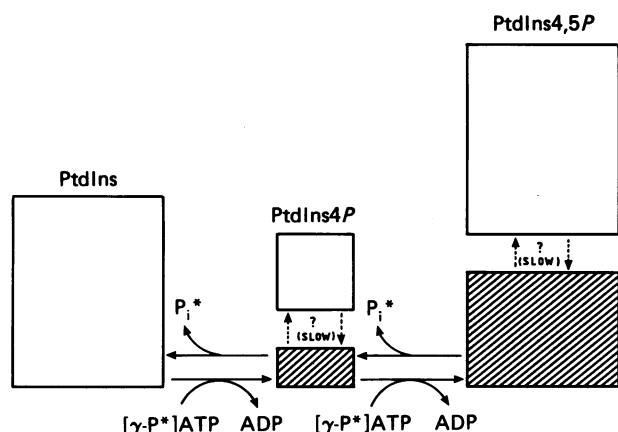 PtdIns4,5P
PtdIns
PtdIns4P
?
(SLOW)
?
(SLOW)
Pi*
Pi*
[γ-P*]ATP ADP [γ-P*]ATP ADP